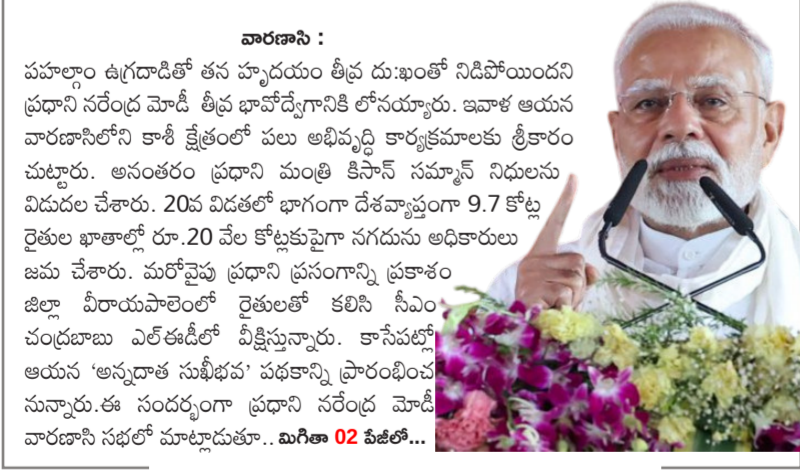 వారణాసి :
పహల్గాం ఉగ్రదాడితో తన హృదయం తీవ్ర దు:ఖంతో నిడిపోయిందని
ప్రధాని నరేంద్ర మోడీ తీవ్ర భావోద్వేగానికి లోనయ్యారు. ఇవాళ ఆయన
వారణాసిలోని కాశీ క్షేత్రంలో పలు అభివృద్ధి కార్యక్రమాలకు శ్రీకారం
చుట్టారు. అనంతరం ప్రధాని మంత్రి కిసాన్ సమ్మాన్ నిధులను
విడుదల చేశారు. 20వ విడతలో భాగంగా దేశవ్యాప్తంగా 9.7 కోట్ల
రైతుల ఖాతాల్లో రూ.20 వేల కోట్లకుపైగా నగదును అధికారులు
జమ చేశారు. మరోవైపు ప్రధాని ప్రసంగాన్ని ప్రకాశం
జిల్లా వీరాయపాలెంలో రైతులతో కలిసి సీఎం
చంద్రబాబు ఎల్ఈడీలో వీక్షిస్తున్నారు. కాసేపట్లో
ఆయన ‘అన్నదాత సుఖీభవ’ పథకాన్ని ప్రారంభించ
నున్నారు.ఈ సందర్భంగా ప్రధాని నరేంద్ర మోడీ
వారణాసి సభలో మాట్లాడుతూ.. మిగితా 02 పేజీలో...